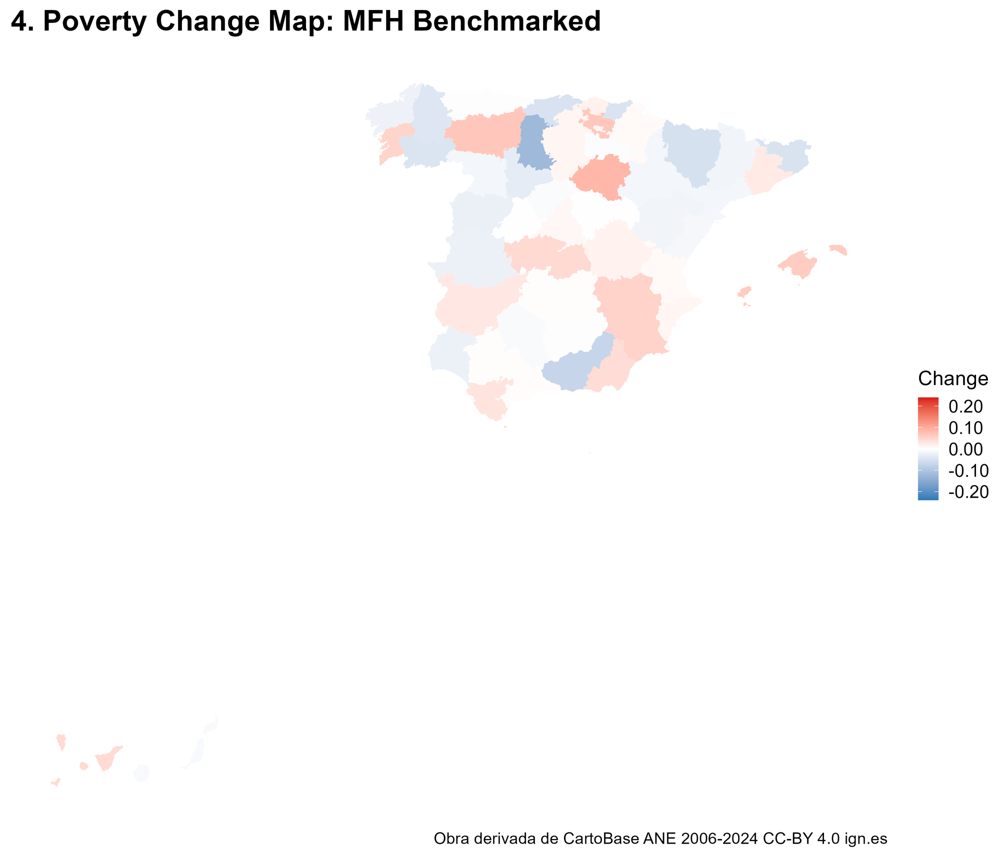 4. Poverty Change Map: MFH Benchmarked
Change
0.20
0.10
0.00
-0.10
-0.20
Obra derivada de CartoBase ANE 2006-2024 CC-BY 4.0 ign.es